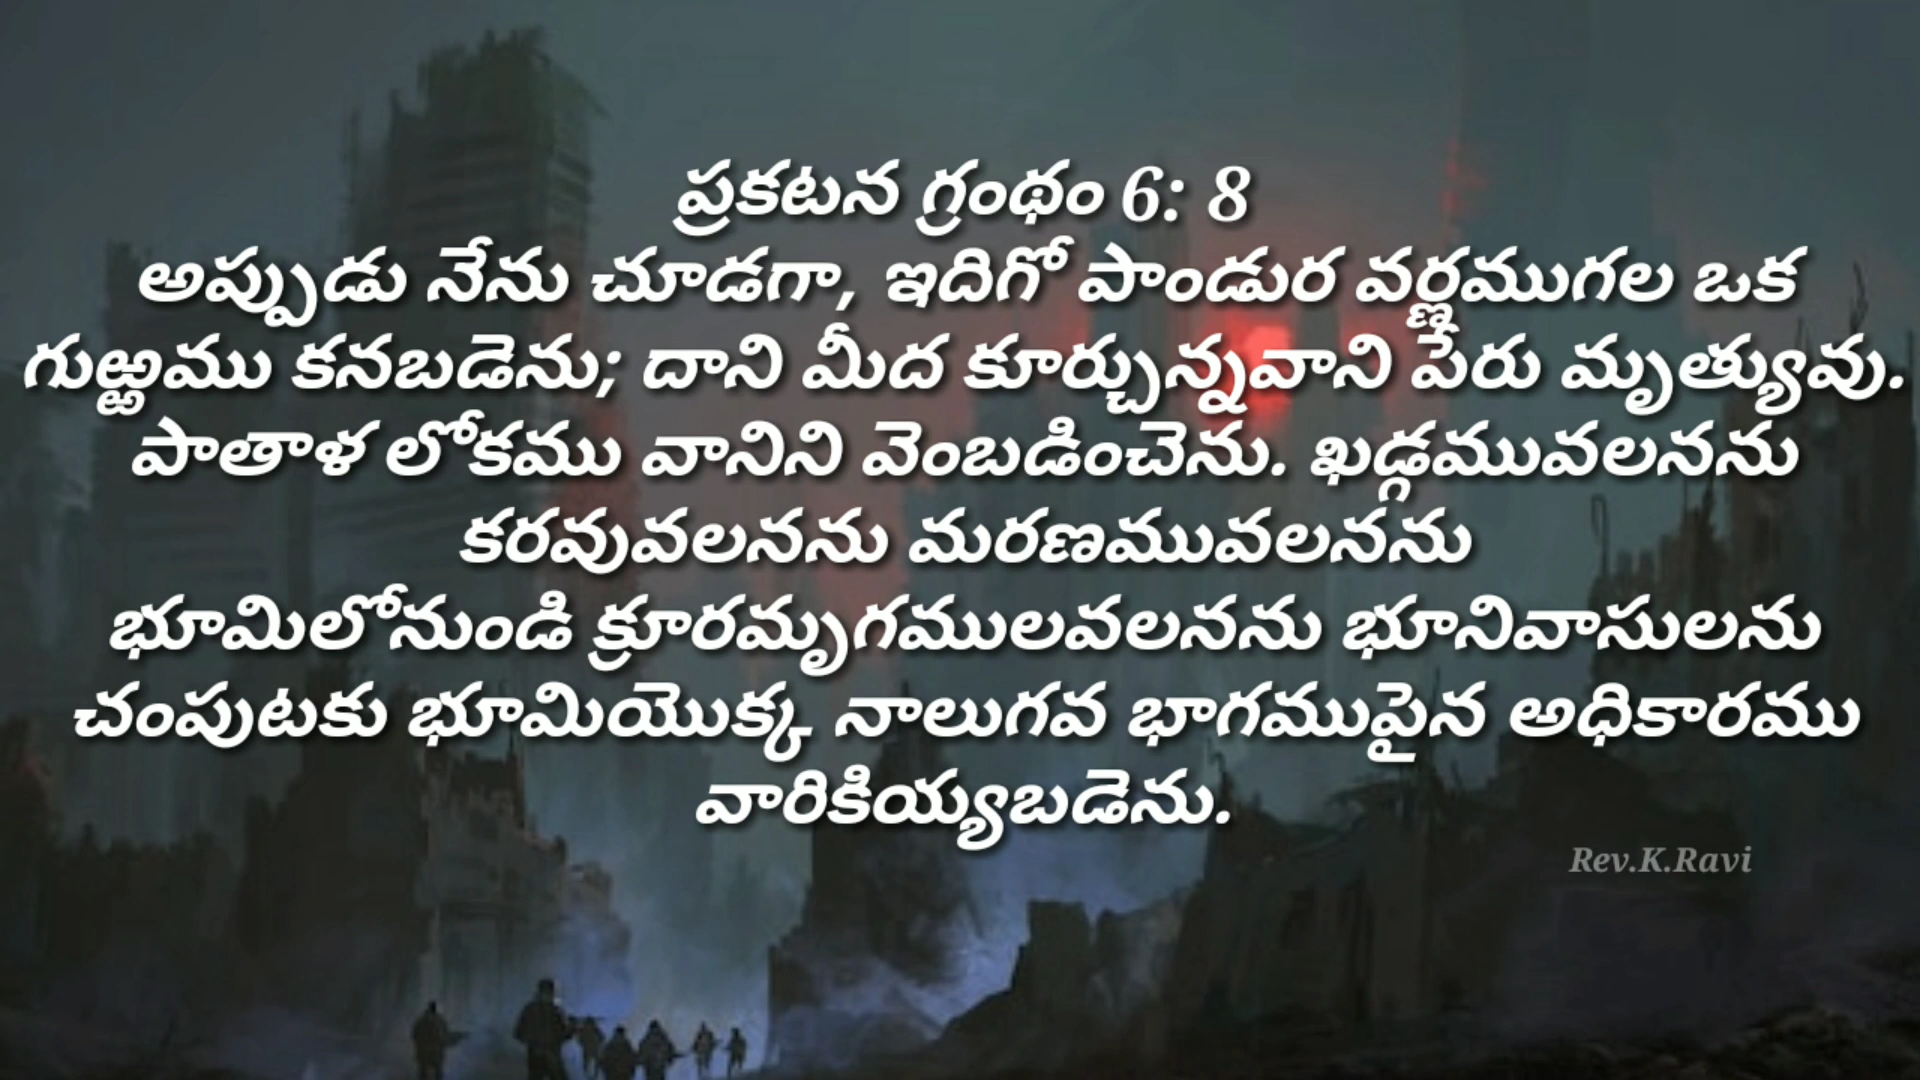 ప్రకటన గ్రంథం 6: 8
అప్పుడు నేను చూడగా, ఇదిగో పాండుర వర్ణముగల ఒక
గుఱ్ఱము కనబడెను; దాని మీద కూర్చున్నవాని పేరు మృత్యువు.
పాతాళ లోకము వానిని వెంబడించెను. ఖడ్గమువలనను
కరవువలనను మరణమువలనను
భూమిలోనుండి క్రూరమృగములవలనను భూనివాసులను
చంపుటకు భూమియొక్క నాలుగవ భాగముపైన అధికారము
వారికియ్యబడెను.
Rev.K.Ravi